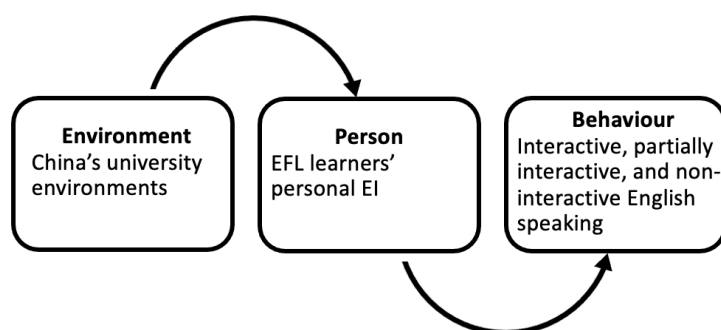 Environment
China's university
environments
Person
EFL learners'
personal EI
Behaviour
Interactive, partially
interactive, and non-
interactive English
speaking